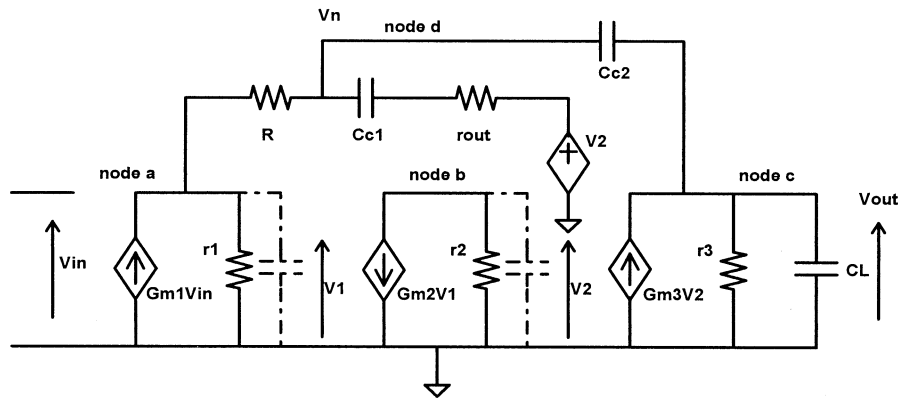 Vn
node d
Cc2
R
Cc1
rout
V2
node a
node b
node c
Vout
Vin
Gm1Vin
r1
V1
Gm2V1
r2
V2
Gm3V2
r3
CL